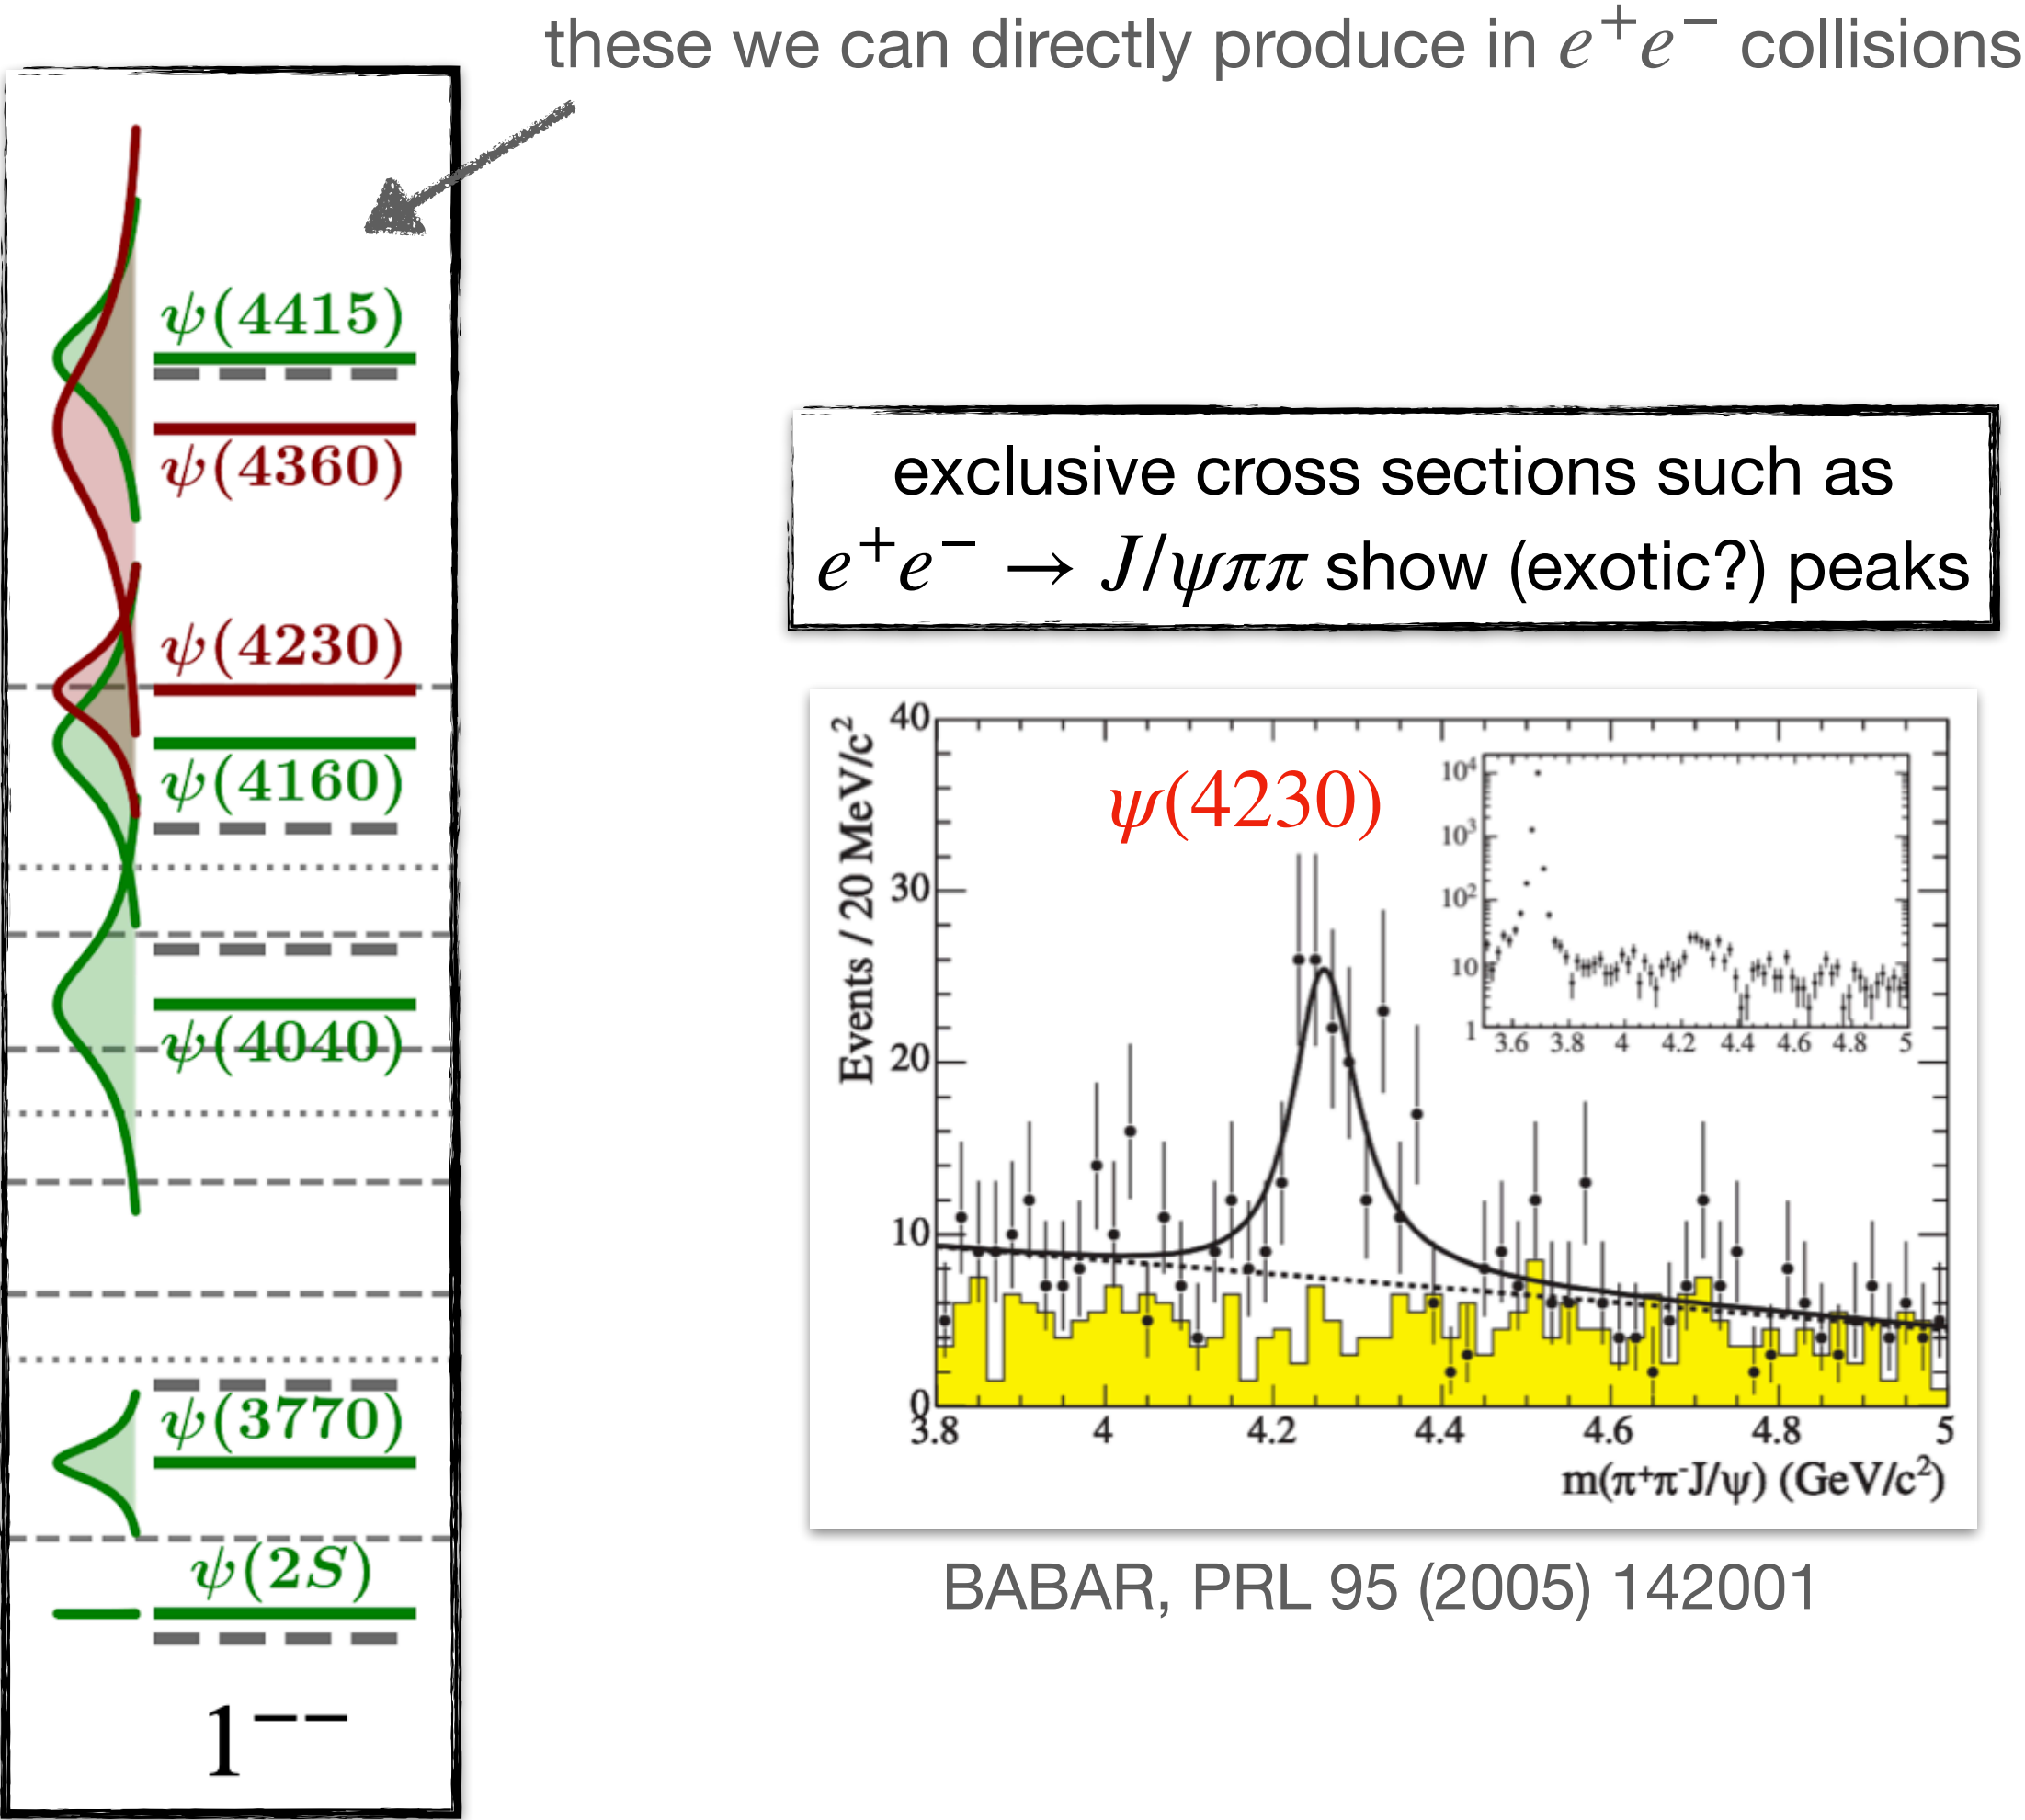 these we can directly produce in e⁺e⁻ collisions
ψ(4415)
ψ(4360)
ψ(4230)
ψ(4160)
ψ(4040)
ψ(3770)
ψ(2S)
1⁻⁻
exclusive cross sections such as
e⁺e⁻ → J/ψππ show (exotic?) peaks
Events / 20 MeV/c²
40
30
20
10
0
ψ(4230)
10⁴
10³
10²
10
1
3.6 3.8 4 4.2 4.4 4.6 4.8 5
3.8 4 4.2 4.4 4.6 4.8 5
m(π⁺π⁻J/ψ) (GeV/c²)
BABAR, PRL 95 (2005) 142001